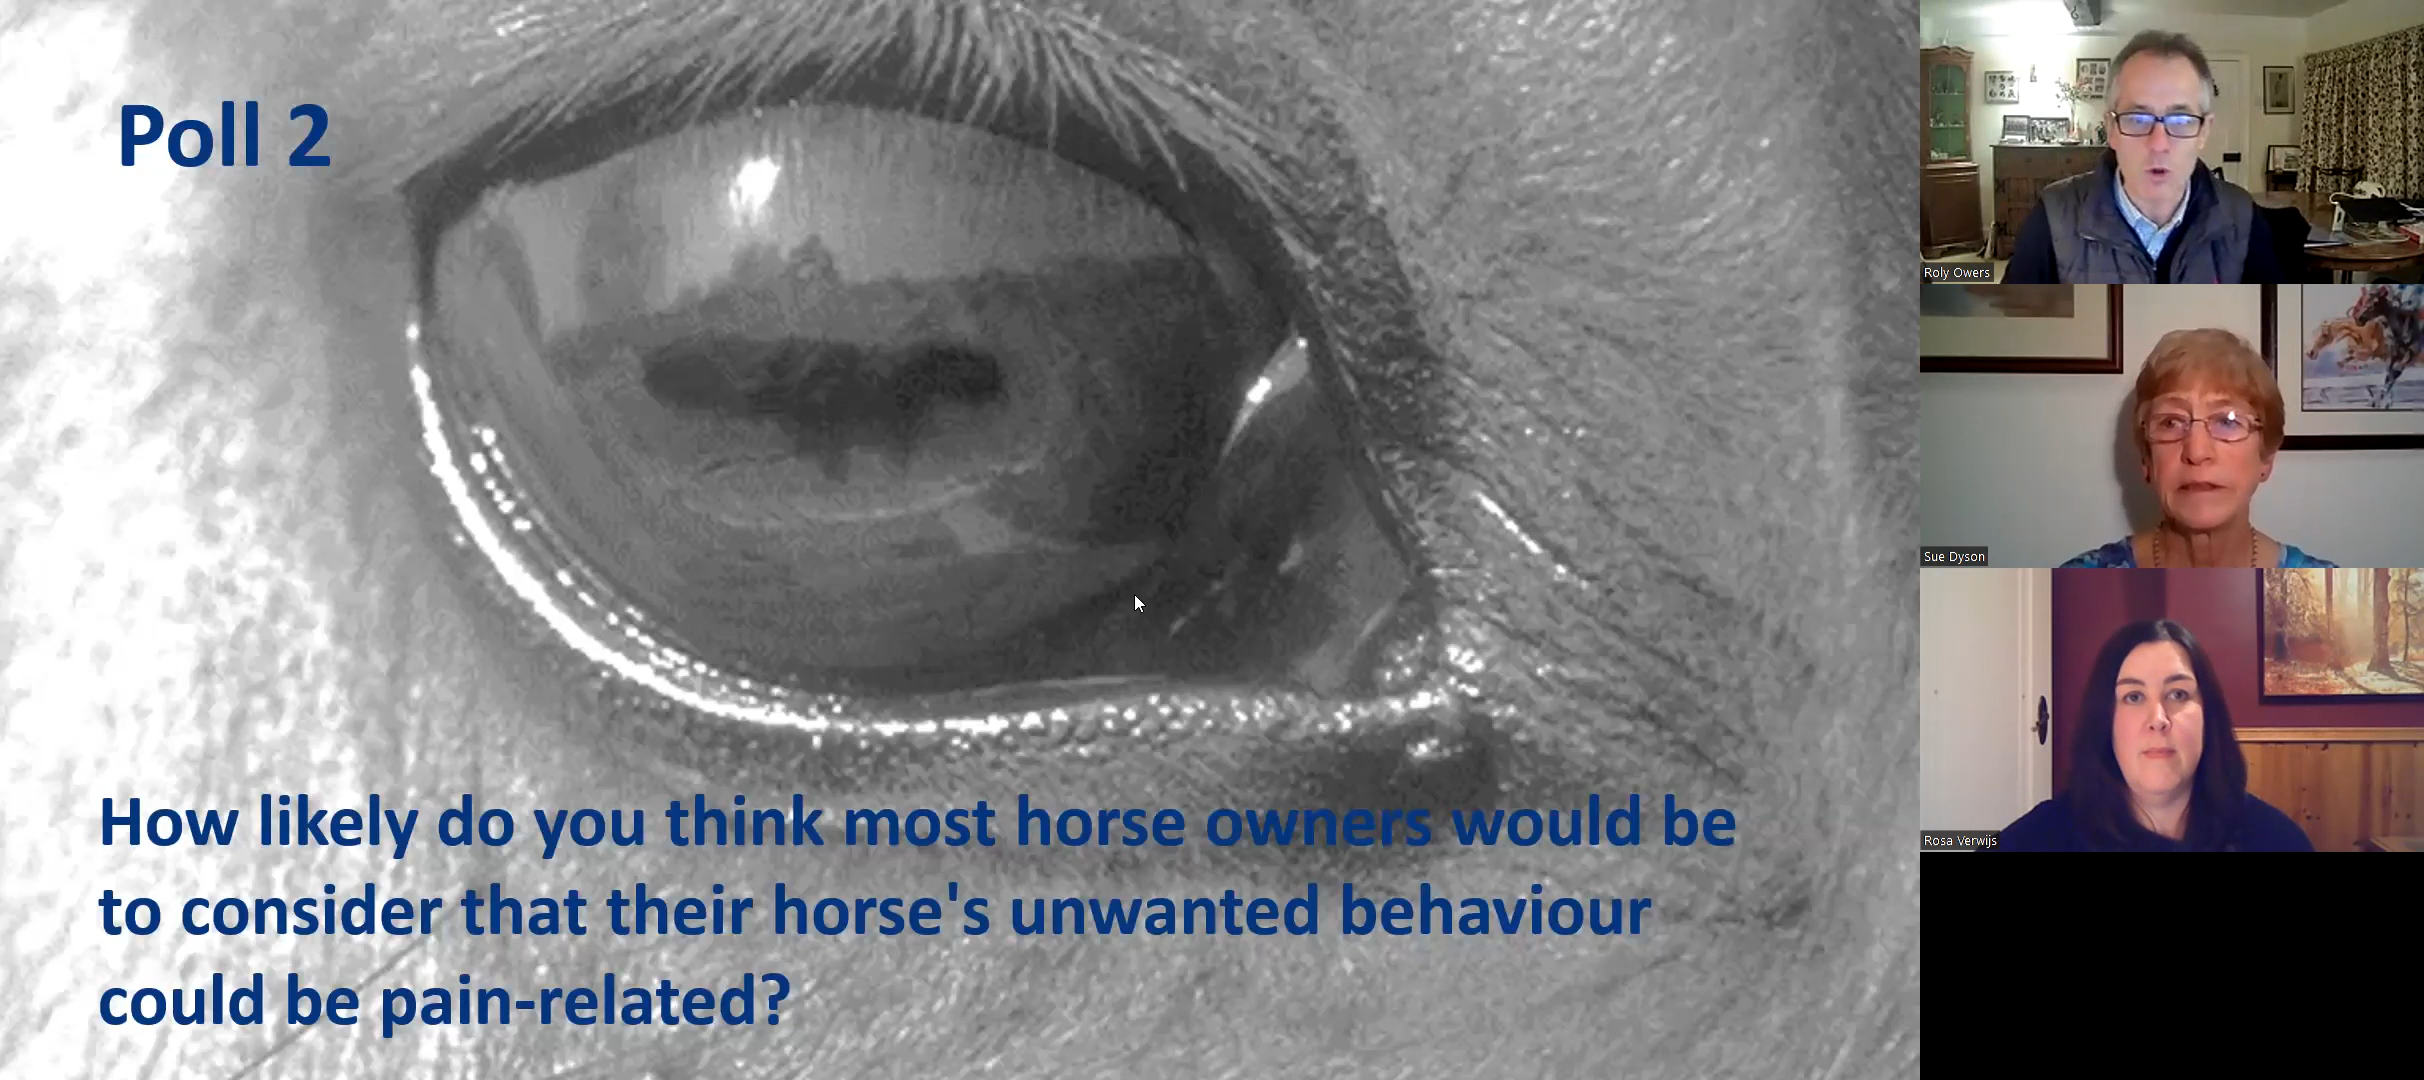 Poll 2
How likely do you think most horse owners would be
to consider that their horse's unwanted behaviour
could be pain-related?
Roly Owers
Sue Dyson
Rosa Verwijs